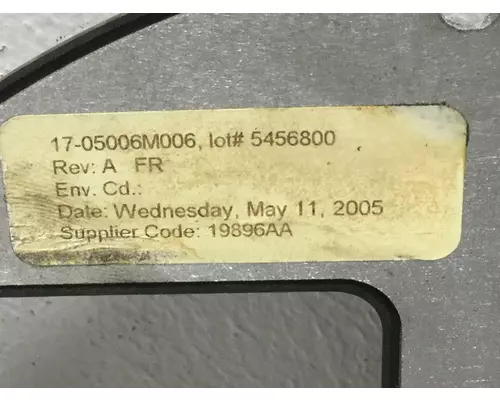 17-05006M006, lot# 5456800
Rev: A FR
Env. Cd.:
Date: Wednesday, May 11, 2005
Supplier Code: 19896AA